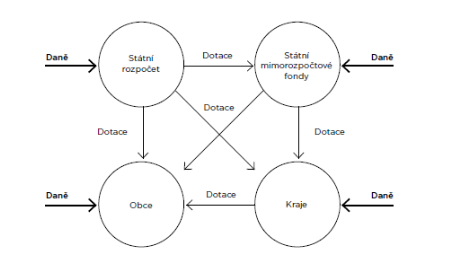 Daně
Státní
rozpočet
Dotace
Státní
mimorozpočtové
fondy
Daně
Dotace
Dotace
Dotace
Daně
Obce
Dotace
Kraje
Daně